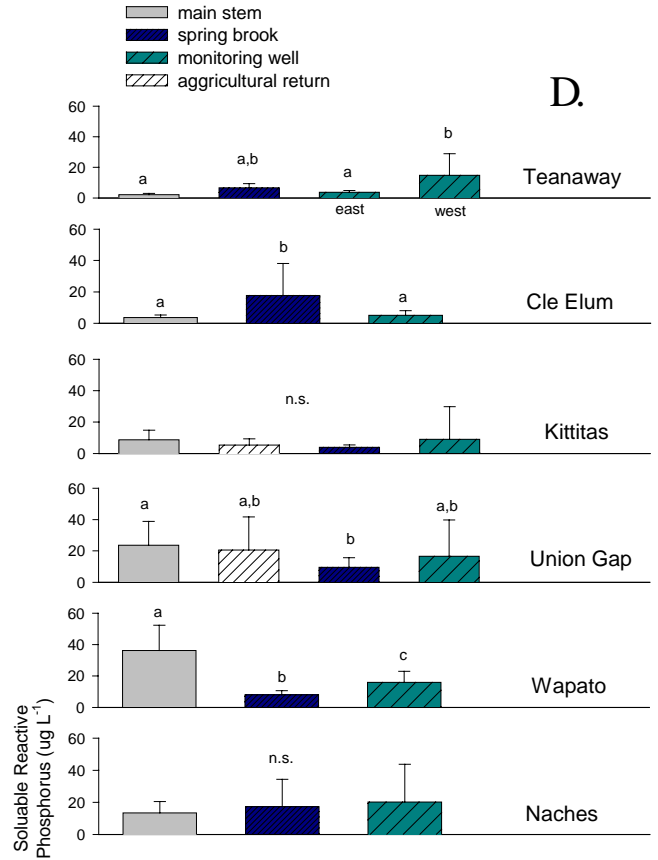 main stem
spring brook
monitoring well
aggricultural return
D.
60
40
20
0
a
a,b
a
b
east
west
Teanaway
60
40
20
0
a
b
a
Cle Elum
60
40
20
0
n.s.
Kittitas
60
40
20
0
a
a,b
b
a,b
Union Gap
60
40
20
0
a
b
c
Wapato
60
40
20
0
n.s.
Naches
Soluable Reactive
Phosphorus (ug L⁻¹)